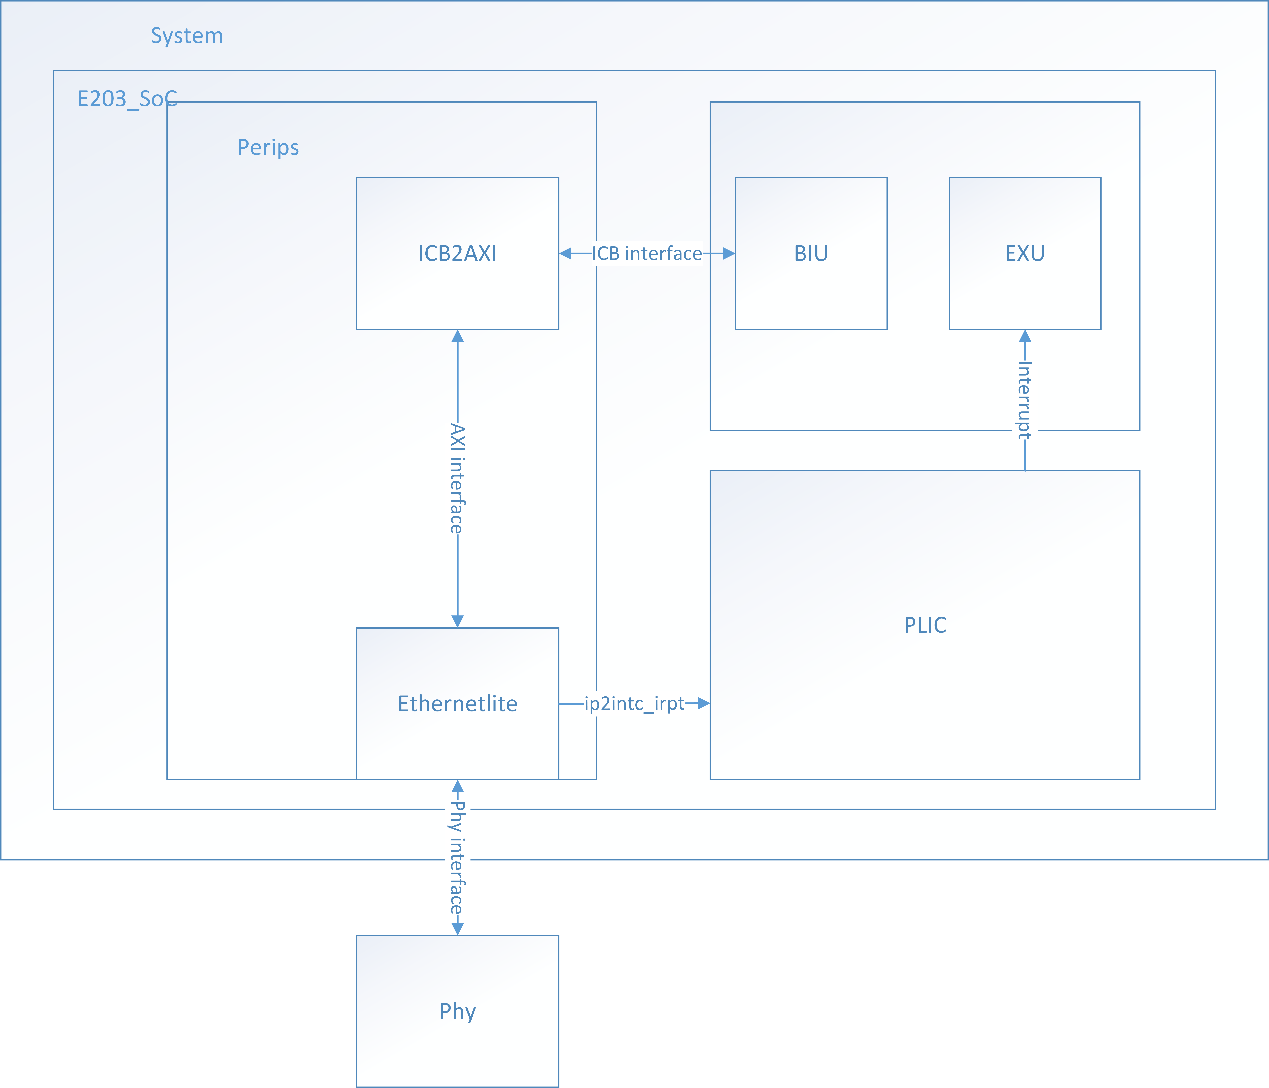 System
E203_SoC
Perips
ICB2AXI
ICB interface
BIU
EXU
Interrupt
AXI interface
PLIC
Ethernetlite
ip2intc_irpt
Phy interface
Phy